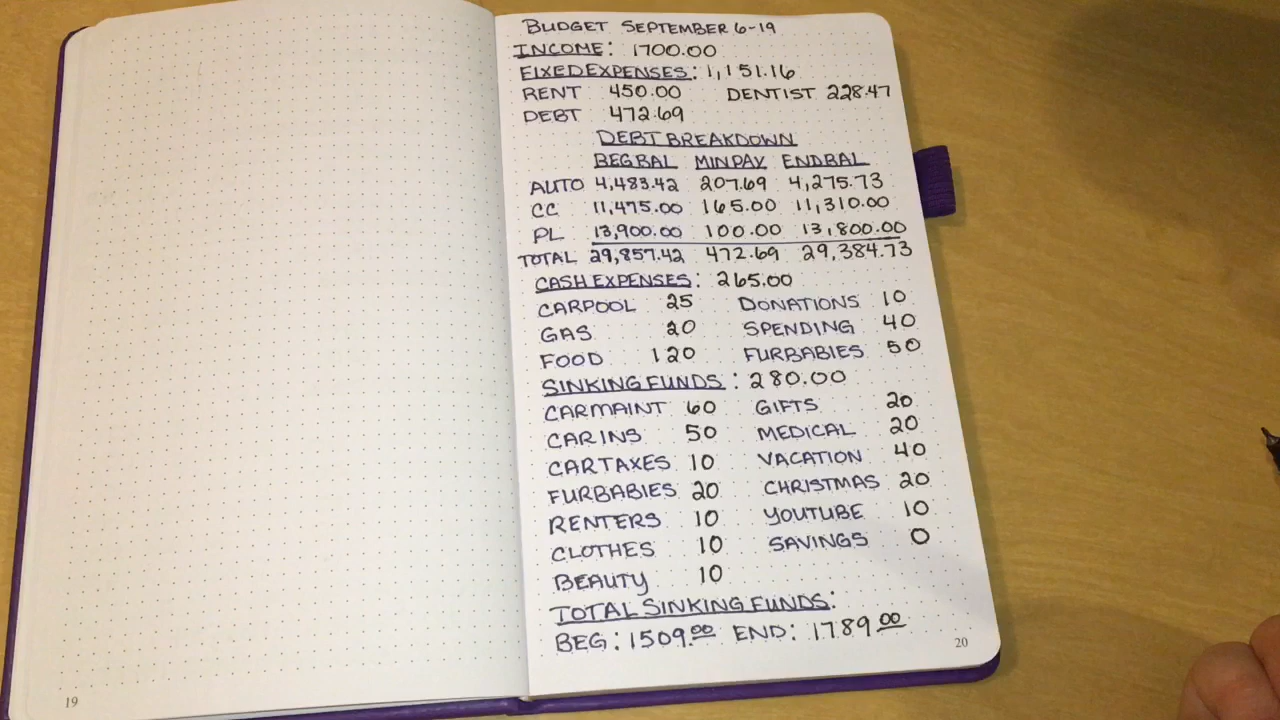 BUDGET SEPTEMBER 6-19
INCOME: 1700.00
FIXED EXPENSES: 1,151.16
RENT 450.00 DENTIST 228.47
DEBT 472.69
DEBT BREAKDOWN
BEG BAL MIN PAY END BAL
AUTO 4,483.42 207.69 4,275.73
CC 11,475.00 165.00 11,310.00
PL 13,900.00 100.00 13,800.00
TOTAL 29,857.42 472.69 29,384.73
CASH EXPENSES: 265.00
CARPOOL 25 DONATIONS 10
GAS 20 SPENDING 40
FOOD 120 FURBABIES 50
SINKING FUNDS: 280.00
CAR MAINT 60 GIFTS 20
CAR INS 50 MEDICAL 20
CAR TAXES 10 VACATION 40
FURBABIES 20 CHRISTMAS 20
RENTERS 10 YOUTUBE 10
CLOTHES 10 SAVINGS 0
BEAUTY 10
TOTAL SINKING FUNDS:
BEG: 1509.00 END: 1789.00
19
20